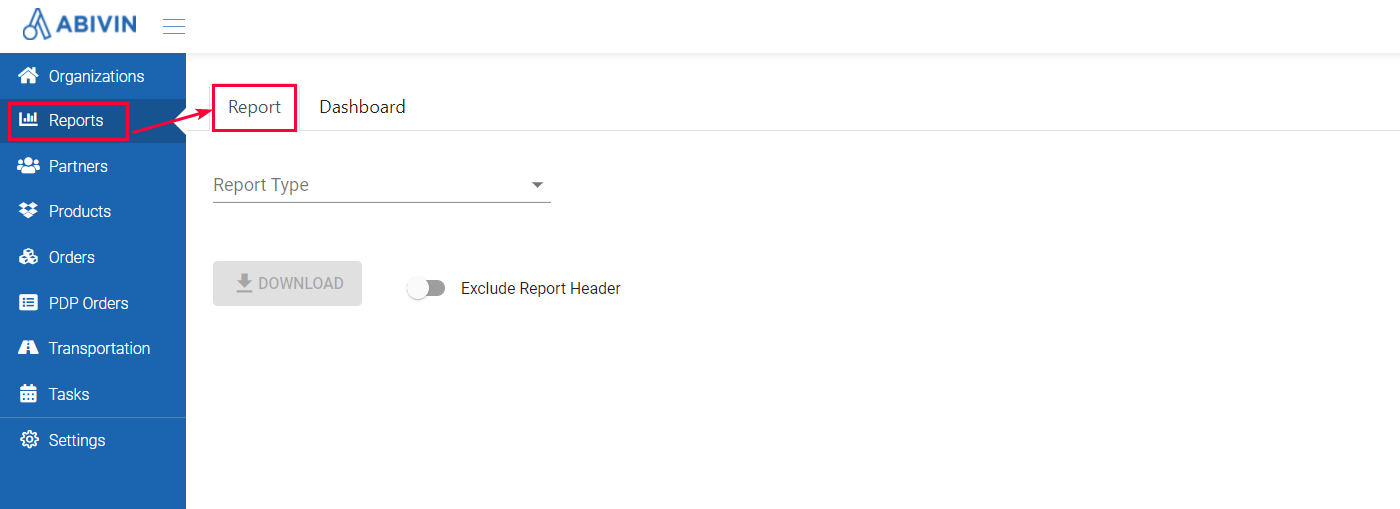 ABIVIN
Organizations
Reports
Partners
Products
Orders
PDP Orders
Transportation
Tasks
Settings
Report Dashboard
Report Type
DOWNLOAD Exclude Report Header